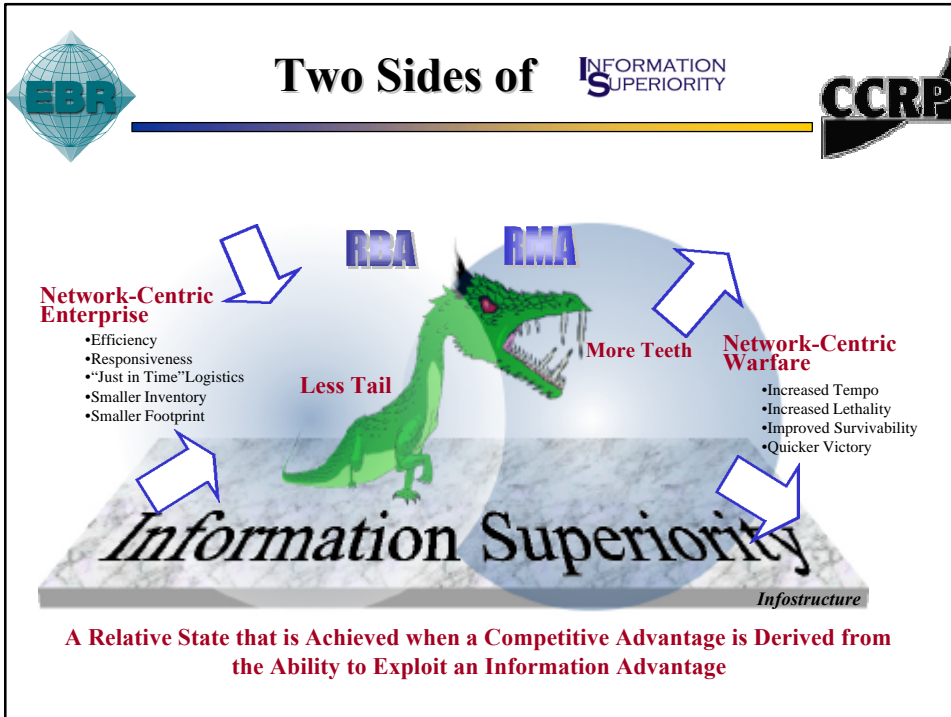 EBR
Two Sides of
INFORMATION
SUPERIORITY
CCRP
RBA
RMA
Network-Centric
Enterprise
•Efficiency
•Responsiveness
•“Just in Time”Logistics
•Smaller Inventory
•Smaller Footprint
Less Tail
More Teeth
Network-Centric
Warfare
•Increased Tempo
•Increased Lethality
•Improved Survivability
•Quicker Victory
Information Superiority
Infostructure
A Relative State that is Achieved when a Competitive Advantage is Derived from
the Ability to Exploit an Information Advantage